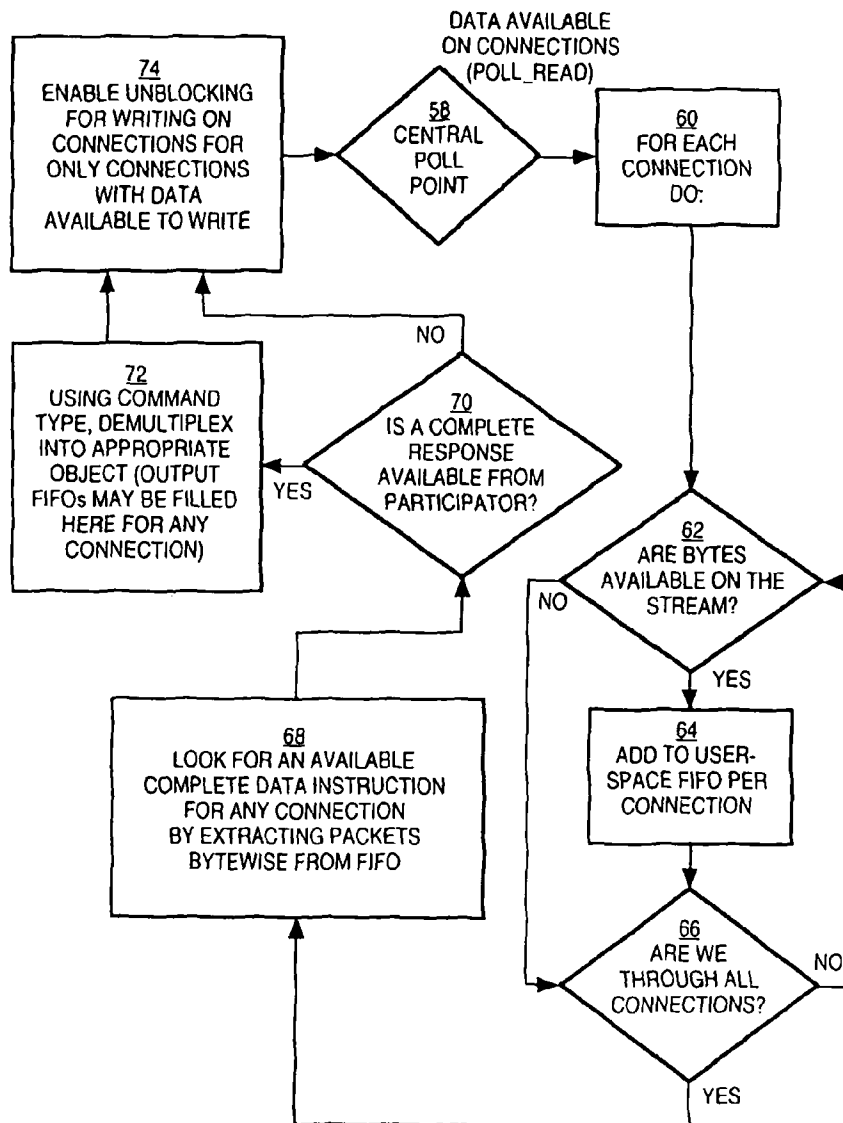 DATA AVAILABLE
ON CONNECTIONS
(POLL_READ)
74
ENABLE UNBLOCKING
FOR WRITING ON
CONNECTIONS FOR
ONLY CONNECTIONS
WITH DATA
AVAILABLE TO WRITE
58
CENTRAL
POLL
POINT
60
FOR EACH
CONNECTION
DO:
NO
72
USING COMMAND
TYPE, DEMULTIPLEX
INTO APPROPRIATE
OBJECT (OUTPUT
FIFOs MAY BE FILLED
HERE FOR ANY
CONNECTION)
YES
70
IS A COMPLETE
RESPONSE
AVAILABLE FROM
PARTICIPATOR?
62
ARE BYTES
AVAILABLE ON THE
STREAM?
NO
YES
64
ADD TO USER-
SPACE FIFO PER
CONNECTION
68
LOOK FOR AN AVAILABLE
COMPLETE DATA INSTRUCTION
FOR ANY CONNECTION
BY EXTRACTING PACKETS
BYTEWISE FROM FIFO
66
ARE WE
THROUGH ALL
CONNECTIONS?
NO
YES